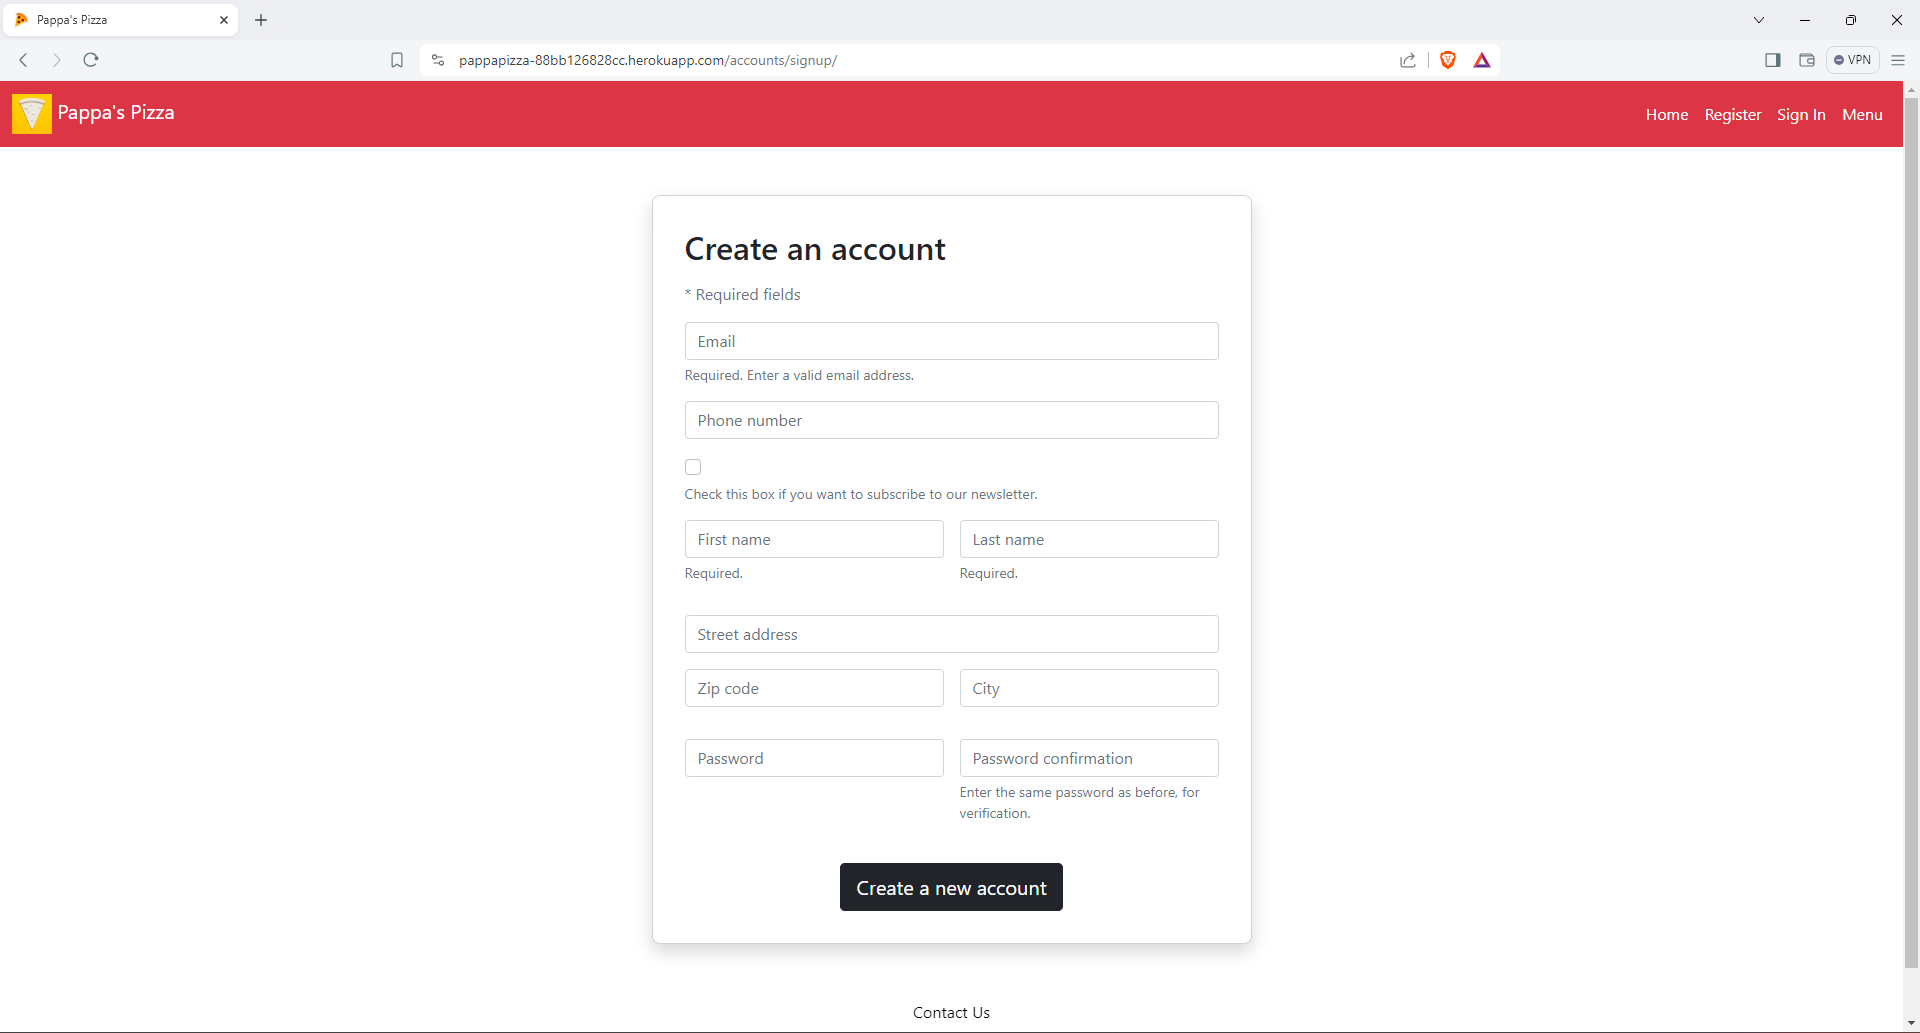 Pappa's Pizza
pappapizza-88bb126828cc.herokuapp.com/accounts/signup/
VPN
Pappa's Pizza
Home Register Sign In Menu
Create an account
* Required fields
Email
Required. Enter a valid email address.
Phone number
Check this box if you want to subscribe to our newsletter.
First name Last name
Required. Required.
Street address
Zip code City
Password Password confirmation
Enter the same password as before, for
verification.
Create a new account
Contact Us